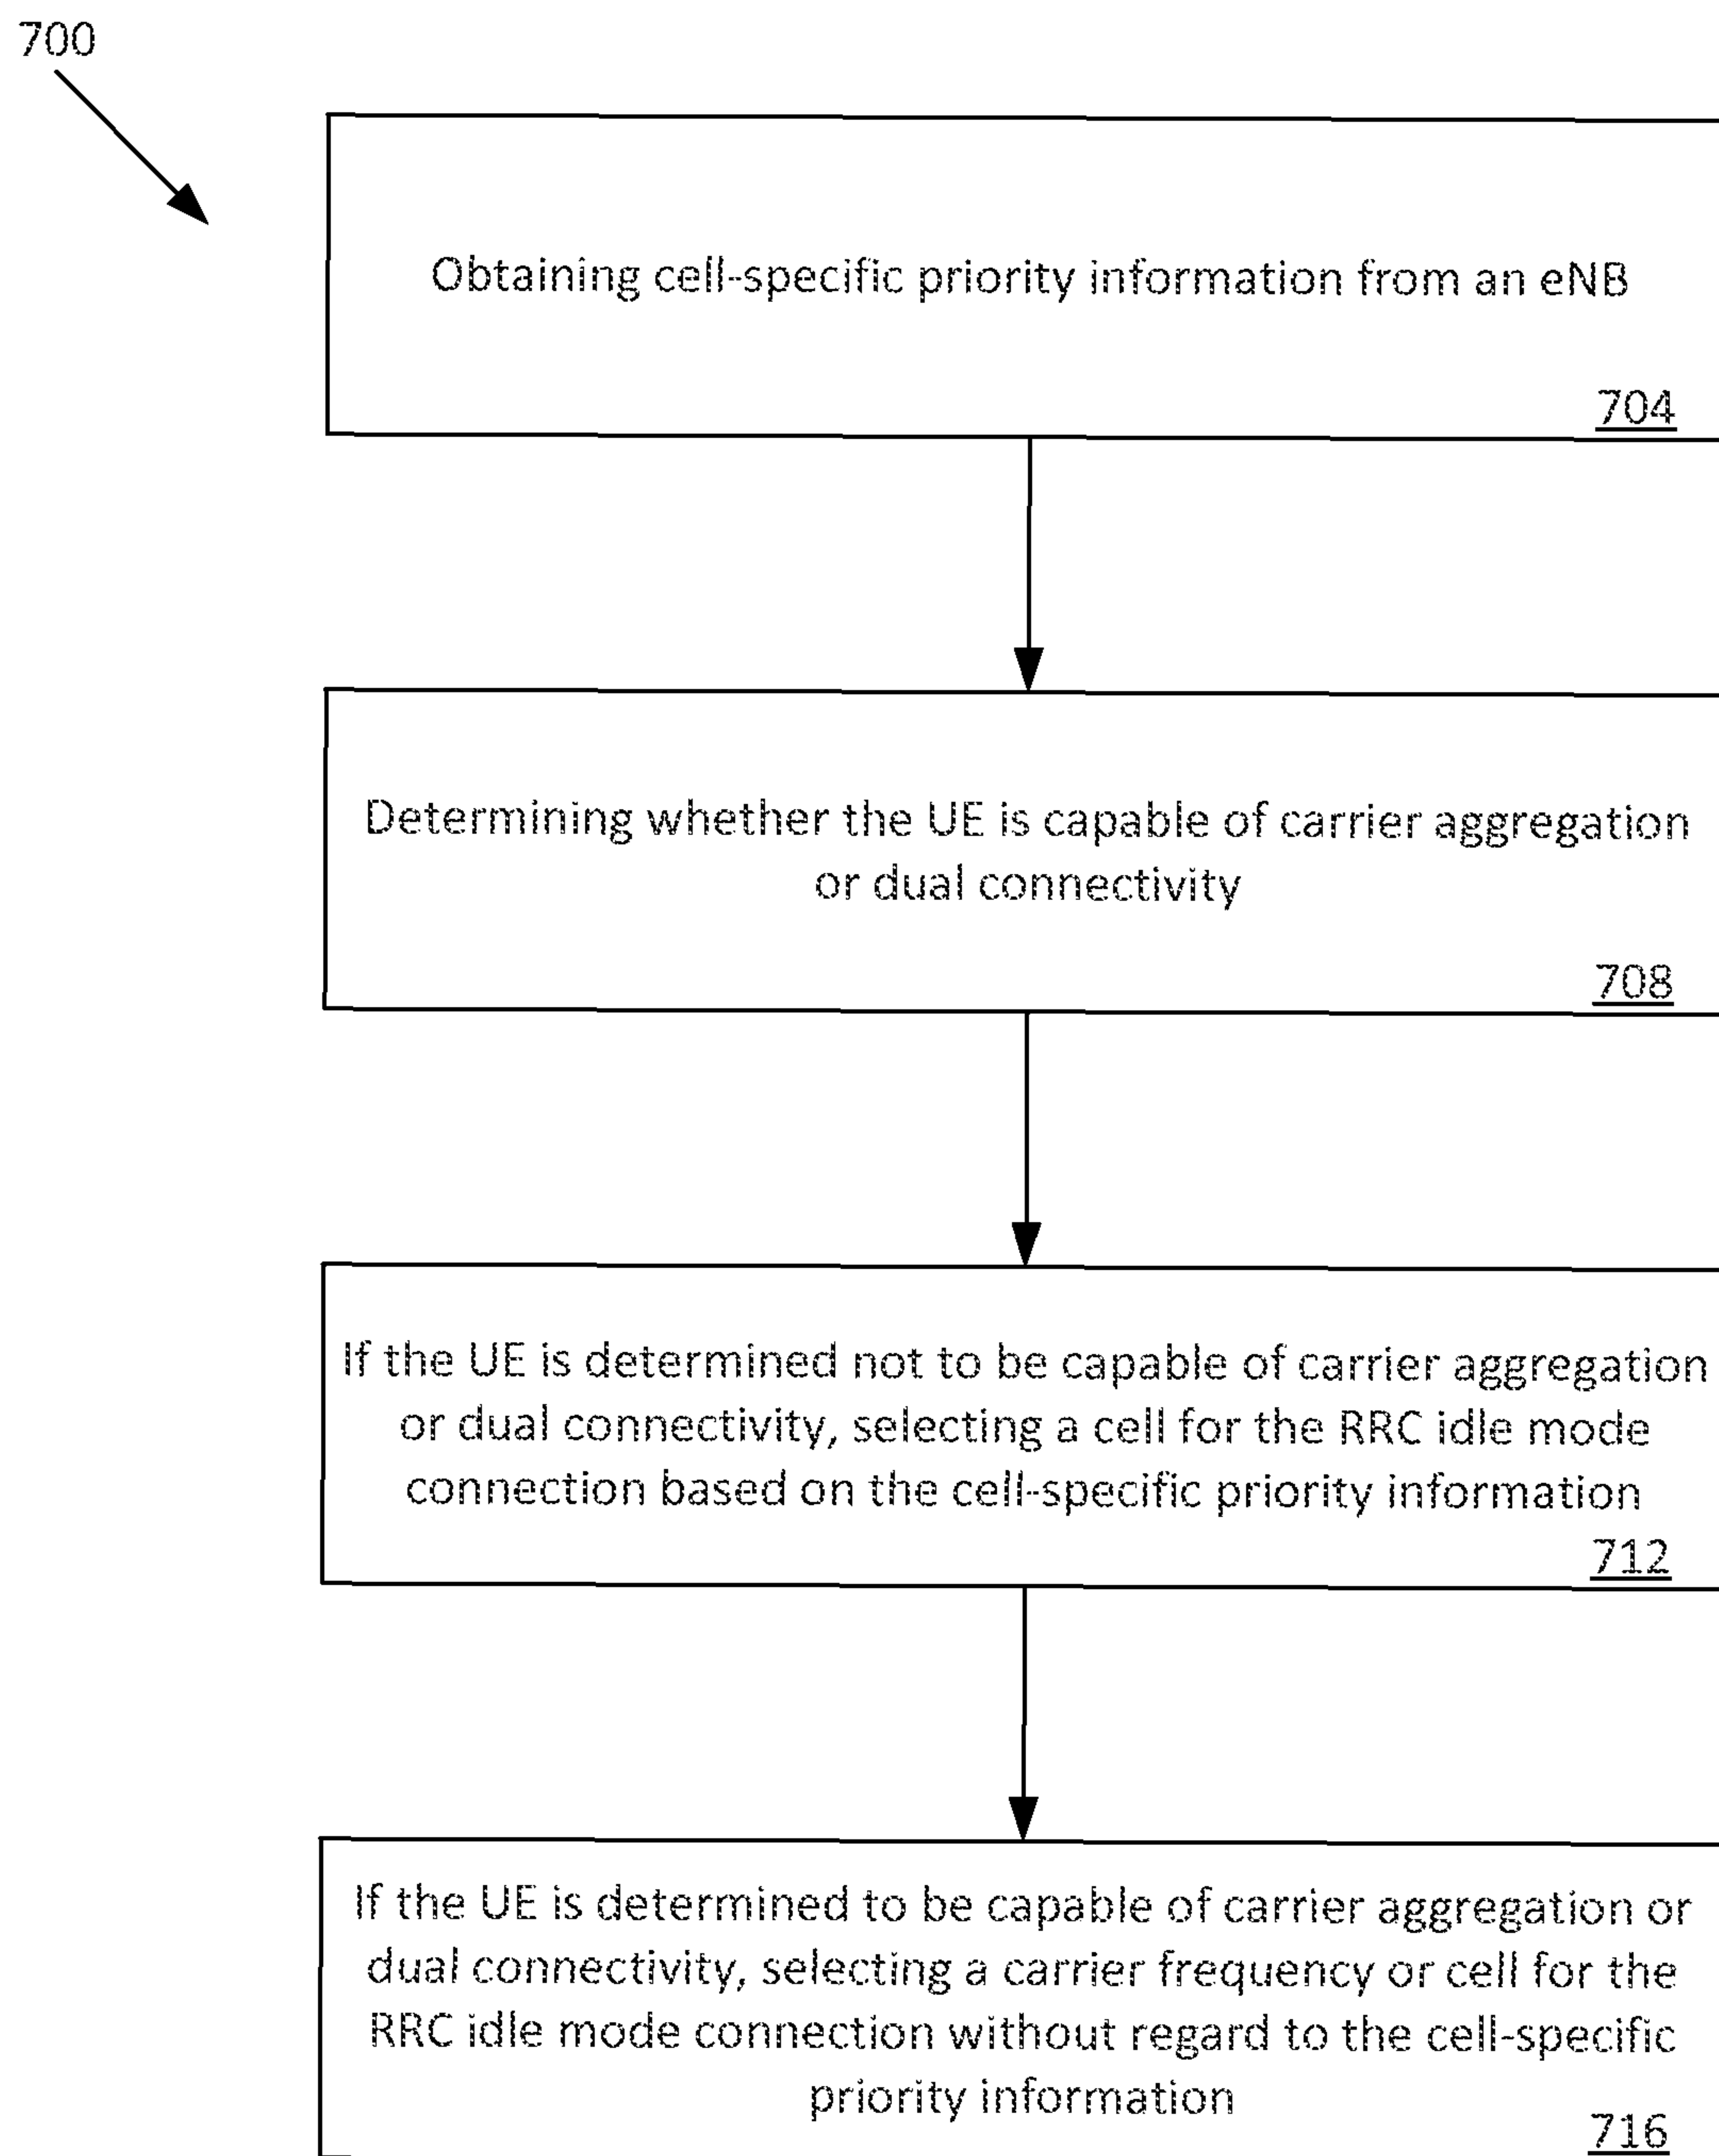 700
Obtaining cell-specific priority information from an eNB
704
Determining whether the UE is capable of carrier aggregation
or dual connectivity
708
If the UE is determined not to be capable of carrier aggregation
or dual connectivity, selecting a cell for the RRC idle mode
connection based on the cell-specific priority information
712
If the UE is determined to be capable of carrier aggregation or
dual connectivity, selecting a carrier frequency or cell for the
RRC idle mode connection without regard to the cell-specific
priority information
716